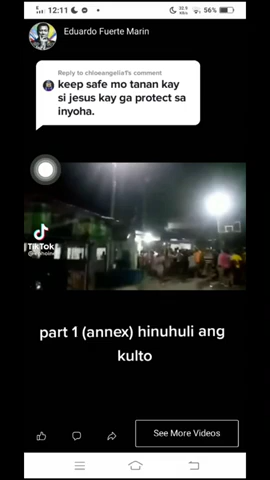 12:11
56%
Eduardo Fuerte Marin
Reply to chloeangella1's comment
keep safe mo tanan kay
si jesus kay ga protect sa
inyoha.
TikTok
part 1 (annex) hinuhuli ang
kulto
See More Videos